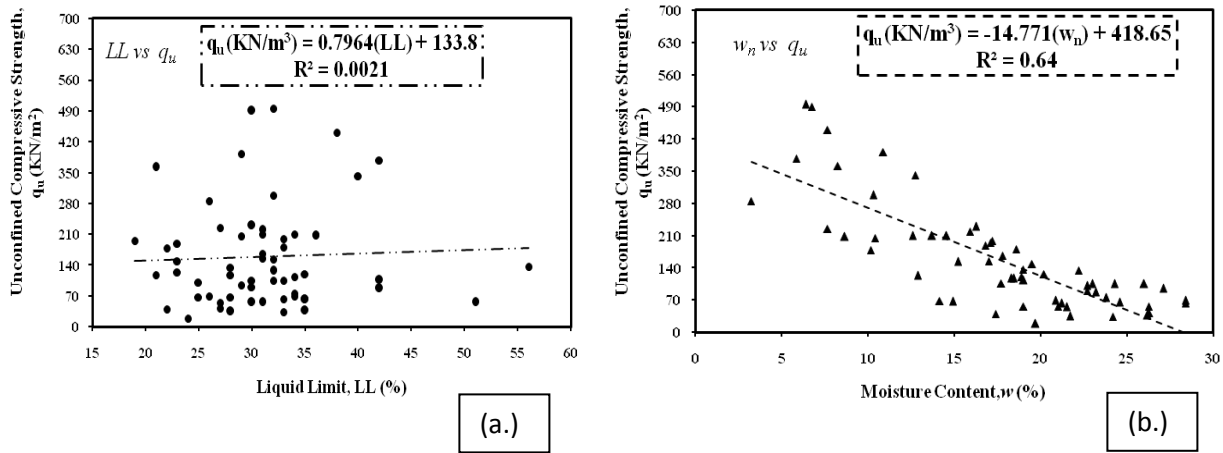 Unconfined Compressive Strength,
qu (KN/m²)
700
630
560
490
420
350
280
210
140
70
0
LL vs qu
qu (KN/m³) = 0.7964(LL) + 133.8
R² = 0.0021
15 20 25 30 35 40 45 50 55 60
Liquid Limit, LL (%)
(a.)
Unconfined Compressive Strength,
qu (KN/m²)
700
630
560
490
420
350
280
210
140
70
0
wn vs qu
qu (KN/m³) = -14.771(wn) + 418.65
R² = 0.64
0 5 10 15 20 25 30
Moisture Content,w (%)
(b.)